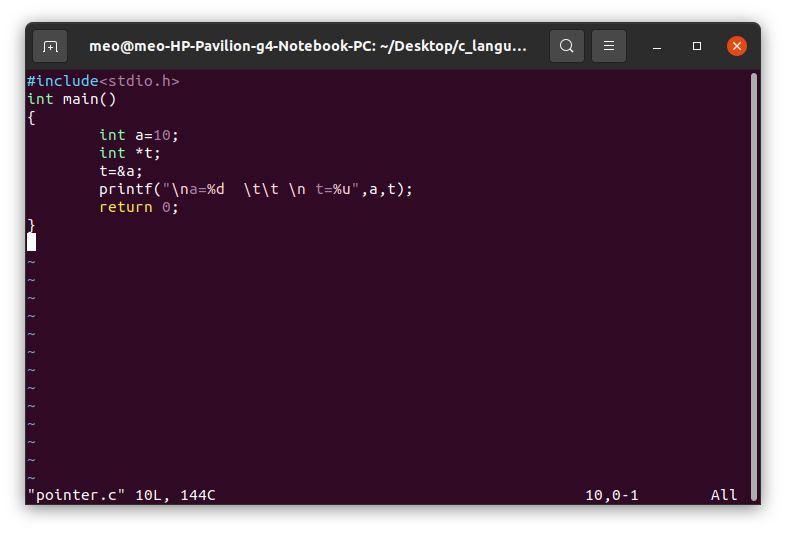 meo@meo-HP-Pavilion-g4-Notebook-PC: ~/Desktop/c_langu...
#include<stdio.h>
int main()
{
        int a=10;
        int *t;
        t=&a;
        printf("\na=%d  \t\t \n t=%u",a,t);
        return 0;
}
~
~
~
~
~
~
~
~
~
~
~
~
~
"pointer.c" 10L, 144C                                         10,0-1        All